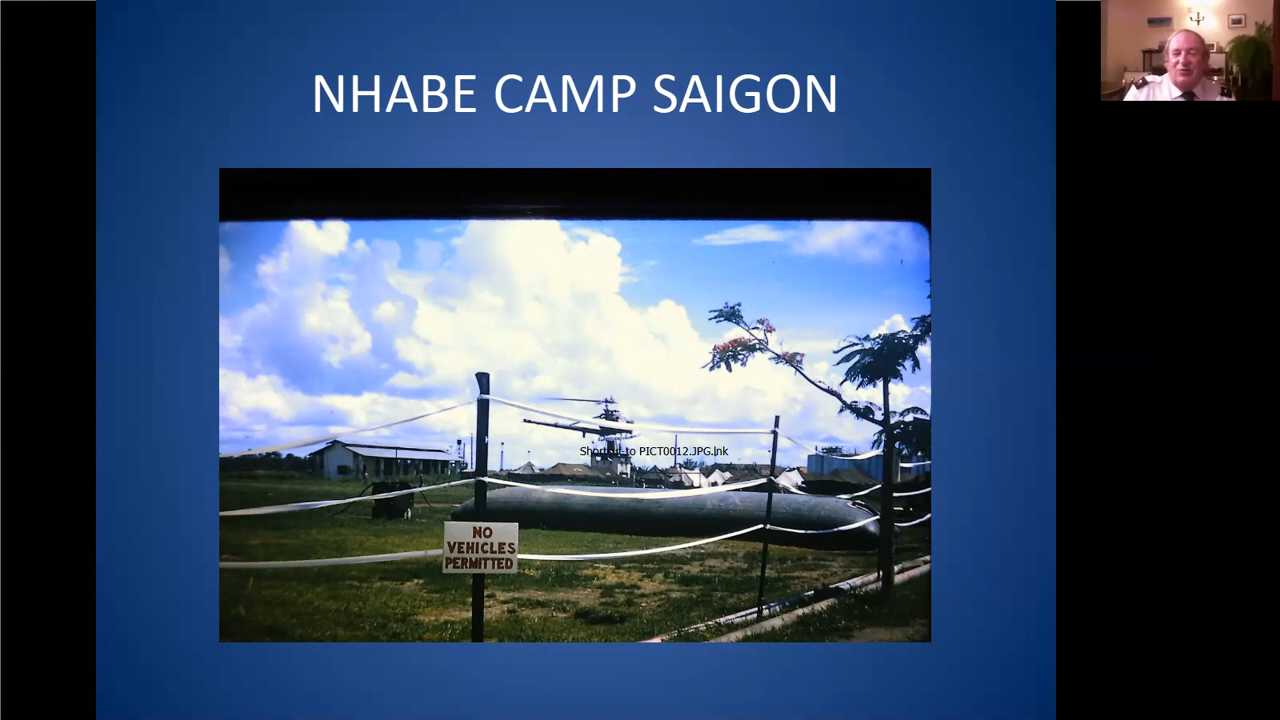 NHABE CAMP SAIGON
Shortcut to PICT0012.JPG.lnk
NO
VEHICLES
PERMITTED